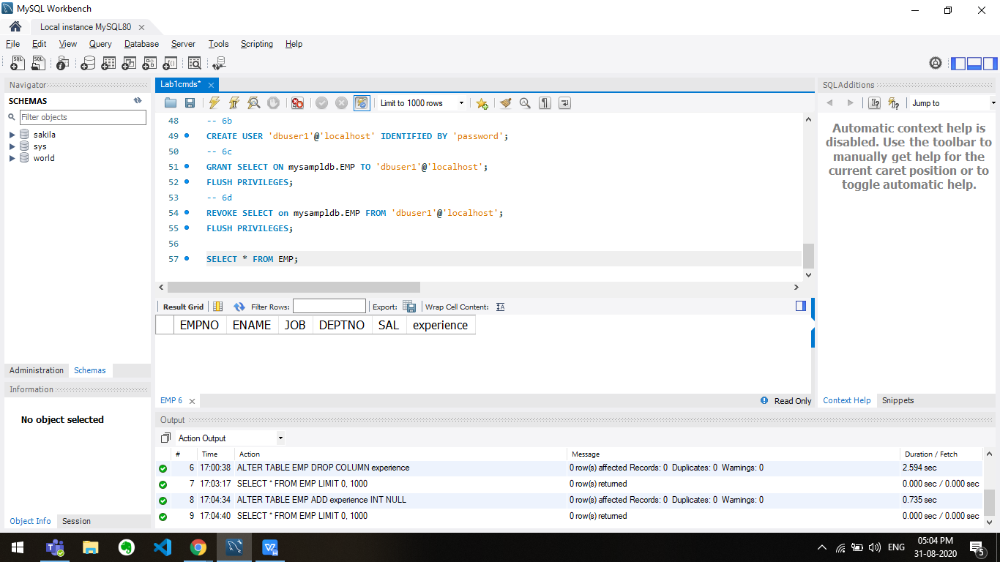 MySQL Workbench
Local instance MySQL80
File Edit View Query Database Server Tools Scripting Help
Navigator
SCHEMAS
Filter objects
sakila
sys
world
Administration Schemas
Information
No object selected
Object Info Session
Lab1cmds*
Limit to 1000 rows
48 -- 6b
49 CREATE USER 'dbuser1'@'localhost' IDENTIFIED BY 'password';
50 -- 6c
51 GRANT SELECT ON mysampldb.EMP TO 'dbuser1'@'localhost';
52 FLUSH PRIVILEGES;
53 -- 6d
54 REVOKE SELECT on mysampldb.EMP FROM 'dbuser1'@'localhost';
55 FLUSH PRIVILEGES;
56
57 SELECT * FROM EMP;
Result Grid Filter Rows: Export: Wrap Cell Content:
EMPNO ENAME JOB DEPTNO SAL experience
EMP 6 Read Only
SQLAdditions
Jump to
Automatic context help is
disabled. Use the toolbar to
manually get help for the
current caret position or to
toggle automatic help.
Context Help Snippets
Output
Action Output
# Time Action Message Duration / Fetch
6 17:00:38 ALTER TABLE EMP DROP COLUMN experience 0 row(s) affected Records: 0 Duplicates: 0 Warnings: 0 2.594 sec
7 17:03:17 SELECT * FROM EMP LIMIT 0, 1000 0 row(s) returned 0.000 sec / 0.000 sec
8 17:04:34 ALTER TABLE EMP ADD experience INT NULL 0 row(s) affected Records: 0 Duplicates: 0 Warnings: 0 0.735 sec
9 17:04:40 SELECT * FROM EMP LIMIT 0, 1000 0 row(s) returned 0.000 sec / 0.000 sec
ENG
05:04 PM
31-08-2020
5